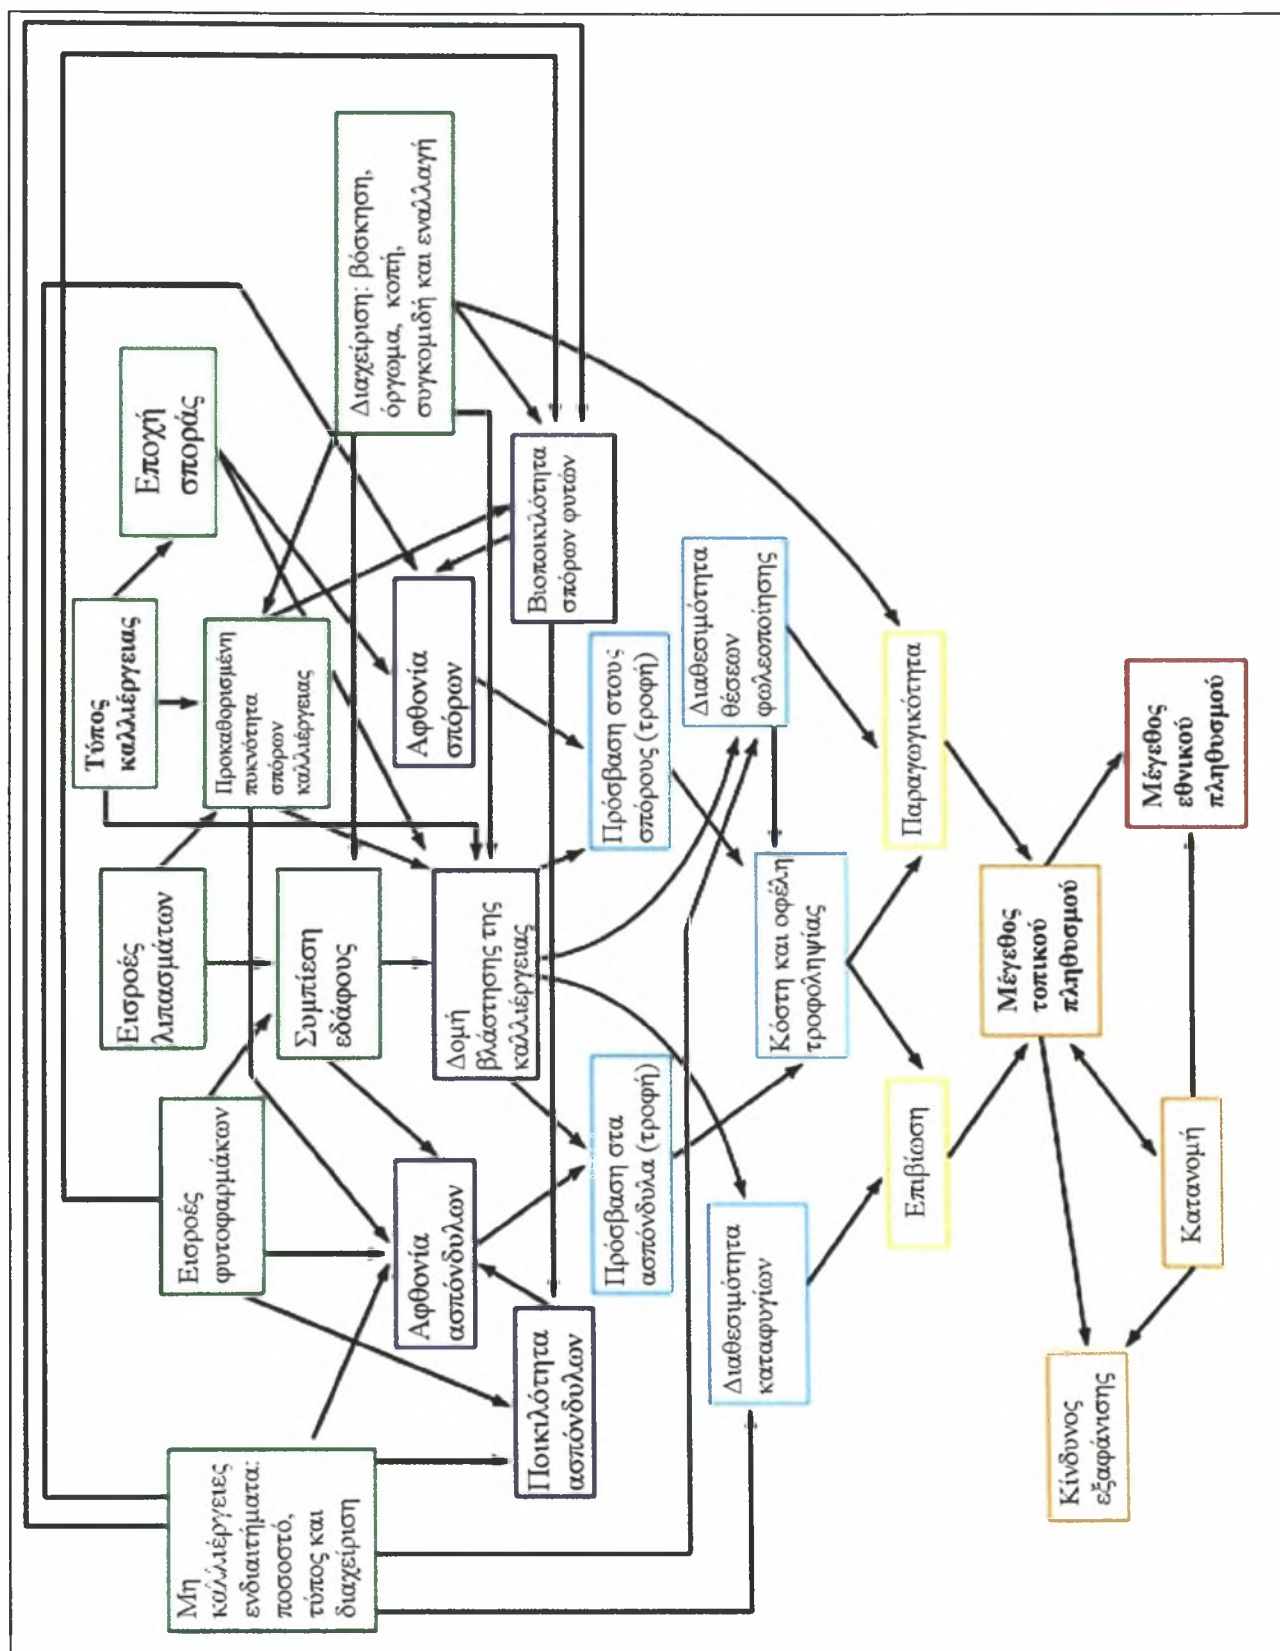 Μη
καλλιέργειες
ενδιαιτήματα:
ποσοστό,
τύπος και
διαχείριση
Εισροές
φυτοφαρμάκων
Εισροές
λιπασμάτων
Τύπος
καλλιέργειας
Εποχή
σποράς
Προκαθορισμένη
πυκνότητα
σπόρων
καλλιέργειας
Συμπίεση
εδάφους
Διαχείριση: βόσκηση,
όργωμα, κοπή,
συγκομιδή και εναλλαγή
Αφθονία
ασπόνδυλων
Δομή
βλάστησης της
καλλιέργειας
Αφθονία
σπόρων
Ποικιλότητα
ασπόνδυλων
Βιοποικιλότητα
σπόρων φυτών
Πρόσβαση στα
ασπόνδυλα (τροφή)
Πρόσβαση στους
σπόρους (τροφή)
Διαθεσιμότητα
καταφυγίων
Κόστη και οφέλη
τροφοληψίας
Διαθεσιμότητα
θέσεων
φωλεοποίησης
Επιβίωση
Παραγωγικότητα
Μέγεθος
τοπικού
πληθυσμού
Κίνδυνος
εξαφάνισης
Κατανομή
Μέγεθος
εθνικού
πληθυσμού